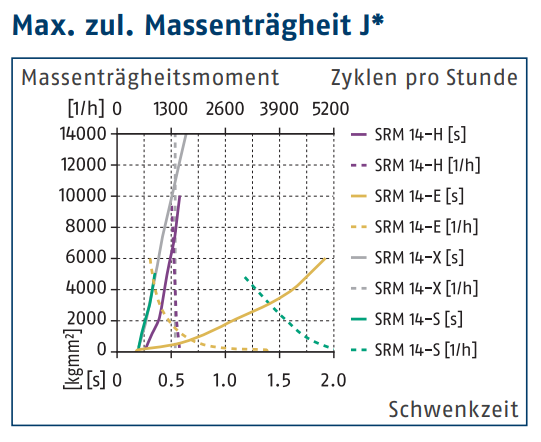 Max. zul. Massenträgheit J*
Massenträgheitsmoment Zyklen pro Stunde
[1/h] 0 1300 2600 3900 5200
14000
12000
10000
8000
6000
4000
2000
0
[kgmm²]
[s] 0 0.5 1.0 1.5 2.0
SRM 14-H [s]
SRM 14-H [1/h]
SRM 14-E [s]
SRM 14-E [1/h]
SRM 14-X [s]
SRM 14-X [1/h]
SRM 14-S [s]
SRM 14-S [1/h]
Schwenkzeit